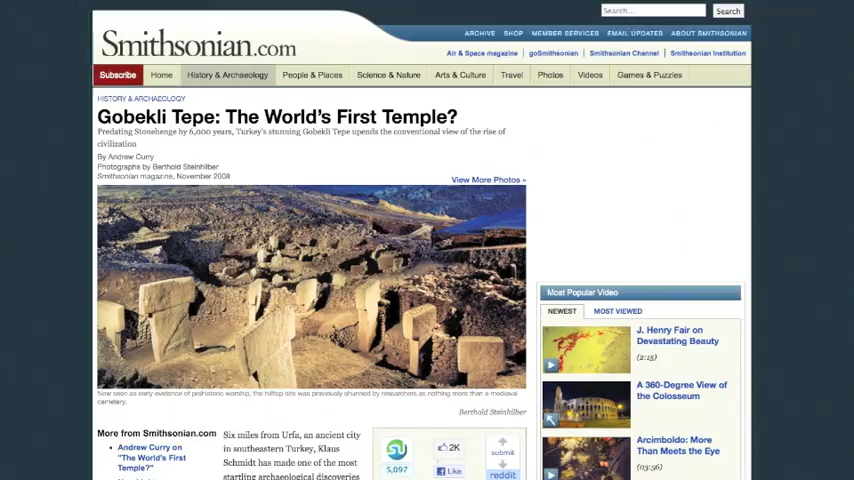 Search...
Search
ARCHIVE SHOP MEMBER SERVICES EMAIL UPDATES ABOUT SMITHSONIAN
Smithsonian.com
Air & Space magazine goSmithsonian Smithsonian Channel Smithsonian Institution
Subscribe Home History & Archaeology People & Places Science & Nature Arts & Culture Travel Photos Videos Games & Puzzles
HISTORY & ARCHAEOLOGY
Gobekli Tepe: The World's First Temple?
Predating Stonehenge by 6,000 years, Turkey's stunning Gobekli Tepe upends the conventional view of the rise of
civilization
By Andrew Curry
Photographs by Berthold Steinhilber
Smithsonian magazine, November 2008
View More Photos »
Now seen as early evidence of prehistoric worship, the hilltop site was previously shunned by researchers as nothing more than a medieval
cemetery.
Berthold Steinhilber
More from Smithsonian.com
Andrew Curry on
"The World's First
Temple?"
Six miles from Urfa, an ancient city
in southeastern Turkey, Klaus
Schmidt has made one of the most
startling archaeological discoveries
5,097
2K
Like
submit
reddit
Most Popular Video
NEWEST MOST VIEWED
J. Henry Fair on
Devastating Beauty
(2:15)
A 360-Degree View of
the Colosseum
Arcimboldo: More
Than Meets the Eye
(03:56)